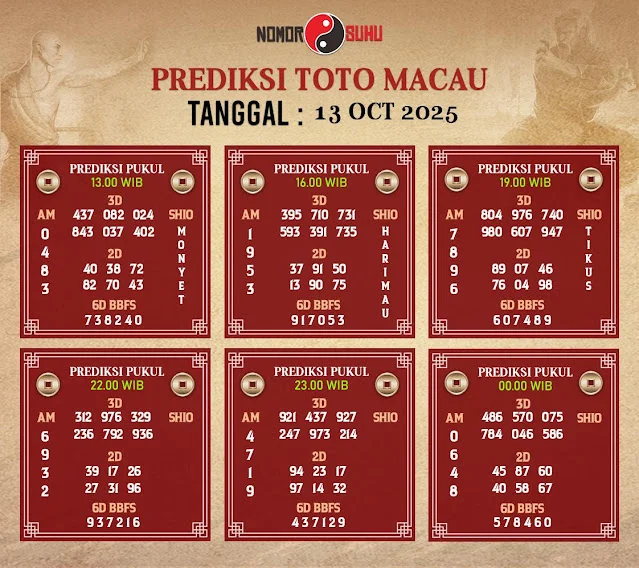 NOMOR SUHU
PREDIKSI TOTO MACAU
TANGGAL : 13 OCT 2025
PREDIKSI PUKUL
13.00 WIB
3D
AM 437 082 024 SHIO
843 037 402
0 4 8 3
MONYET
2D
40 38 72
82 70 43
6D BBFS
738240
PREDIKSI PUKUL
16.00 WIB
3D
AM 395 710 731 SHIO
593 391 735
1 9 5 3
HARIMAU
2D
37 91 50
13 90 75
6D BBFS
917053
PREDIKSI PUKUL
19.00 WIB
3D
AM 804 976 740 SHIO
980 607 947
7 8 9 6
TIKUS
2D
89 07 46
76 04 98
6D BBFS
607489
PREDIKSI PUKUL
22.00 WIB
3D
AM 312 976 329 SHIO
236 792 936
6 9 3 2
2D
39 17 26
27 31 96
6D BBFS
937216
PREDIKSI PUKUL
23.00 WIB
3D
AM 921 437 927 SHIO
247 973 214
4 7 1 9
2D
94 23 17
97 14 32
6D BBFS
437129
PREDIKSI PUKUL
00.00 WIB
3D
AM 486 570 075 SHIO
784 046 586
0 6 4 8
2D
45 87 60
40 58 67
6D BBFS
578460